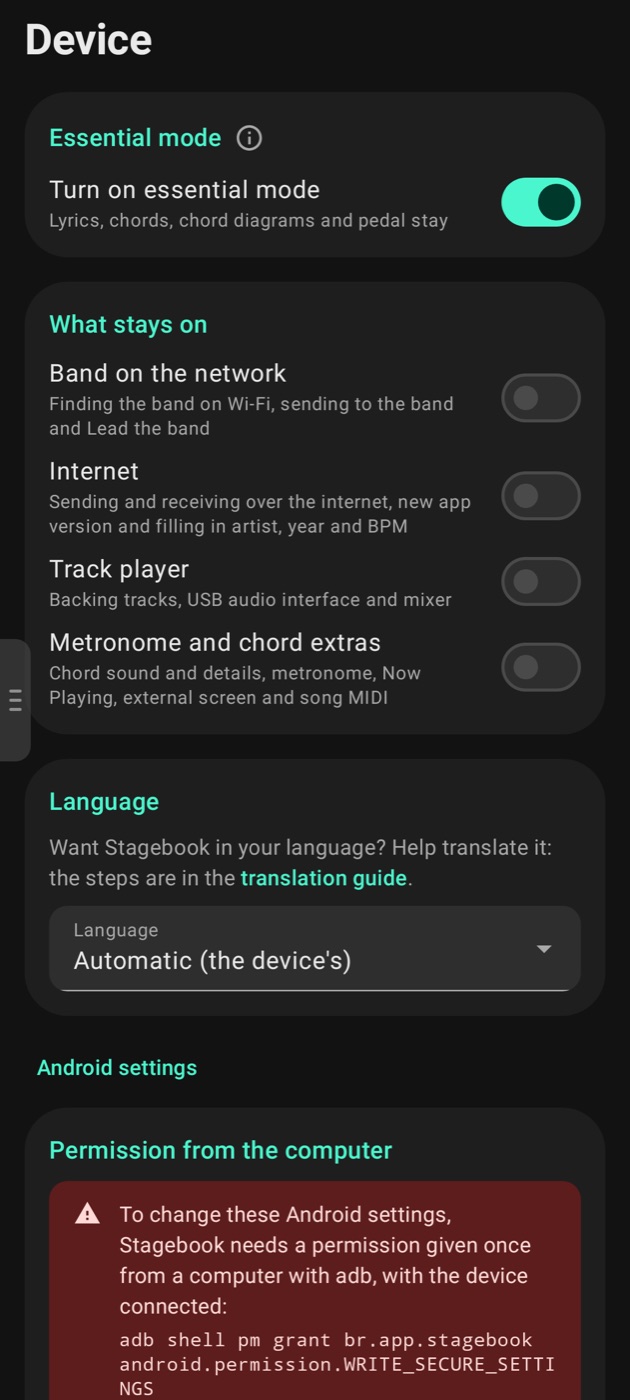 Device
Essential mode
Turn on essential mode
Lyrics, chords, chord diagrams and pedal stay
What stays on
Band on the network
Finding the band on Wi-Fi, sending to the band
and Lead the band
Internet
Sending and receiving over the internet, new app
version and filling in artist, year and BPM
Track player
Backing tracks, USB audio interface and mixer
Metronome and chord extras
Chord sound and details, metronome, Now
Playing, external screen and song MIDI
Language
Want Stagebook in your language? Help translate it:
the steps are in the translation guide.
Language
Automatic (the device's)
Android settings
Permission from the computer
To change these Android settings,
Stagebook needs a permission given once
from a computer with adb, with the device
connected:
adb shell pm grant br.app.stagebook
android.permission.WRITE_SECURE_SETTI
NGS